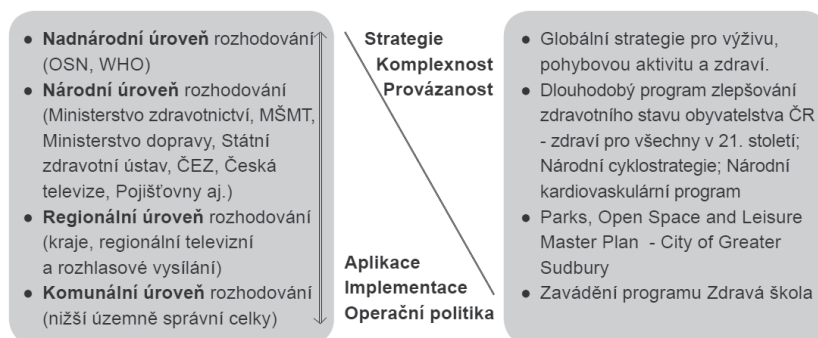 ● Nadnárodní úroveň rozhodování
(OSN, WHO)
● Národní úroveň rozhodování
(Ministerstvo zdravotnictví, MŠMT,
Ministerstvo dopravy, Státní
zdravotní ústav, ČEZ, Česká
televize, Pojišťovny aj.)
● Regionální úroveň rozhodování
(kraje, regionální televizní
a rozhlasové vysílání)
● Komunální úroveň rozhodování
(nižší územně správní celky)
Strategie
Komplexnost
Provázanost
Aplikace
Implementace
Operační politika
● Globální strategie pro výživu,
pohybovou aktivitu a zdraví.
● Dlouhodobý program zlepšování
zdravotního stavu obyvatelstva ČR
- zdraví pro všechny v 21. století;
Národní cyklostrategie; Národní
kardiovaskulární program
● Parks, Open Space and Leisure
Master Plan - City of Greater
Sudbury
● Zavádění programu Zdravá škola